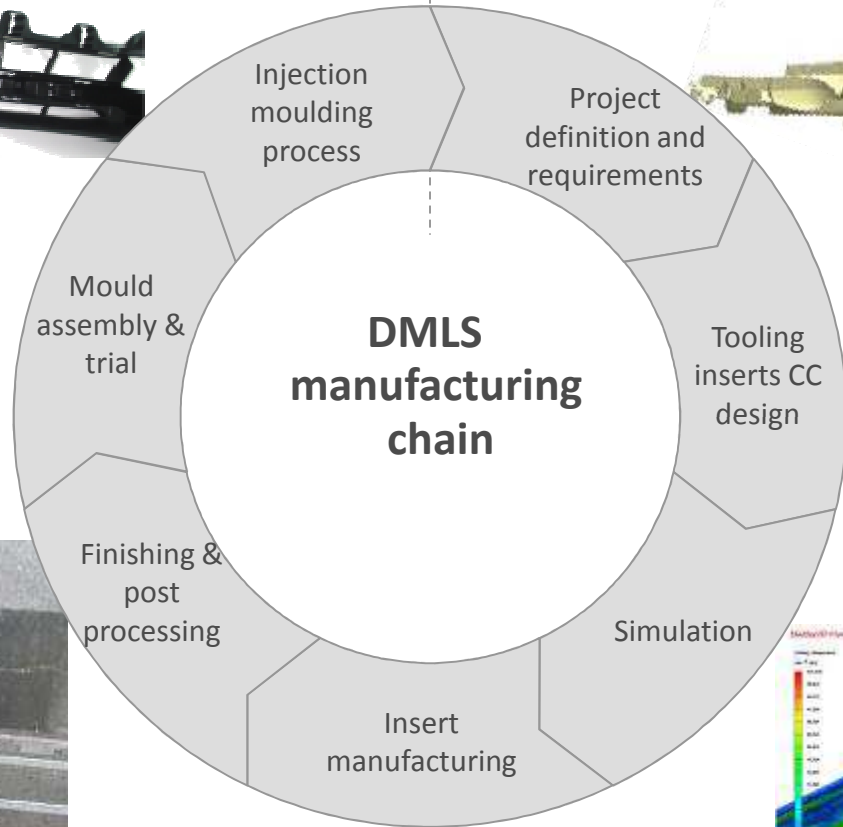 Injection
moulding
process
Project
definition and
requirements
Mould
assembly &
trial
DMLS
manufacturing
chain
Tooling
inserts CC
design
Finishing &
post
processing
Simulation
Insert
manufacturing